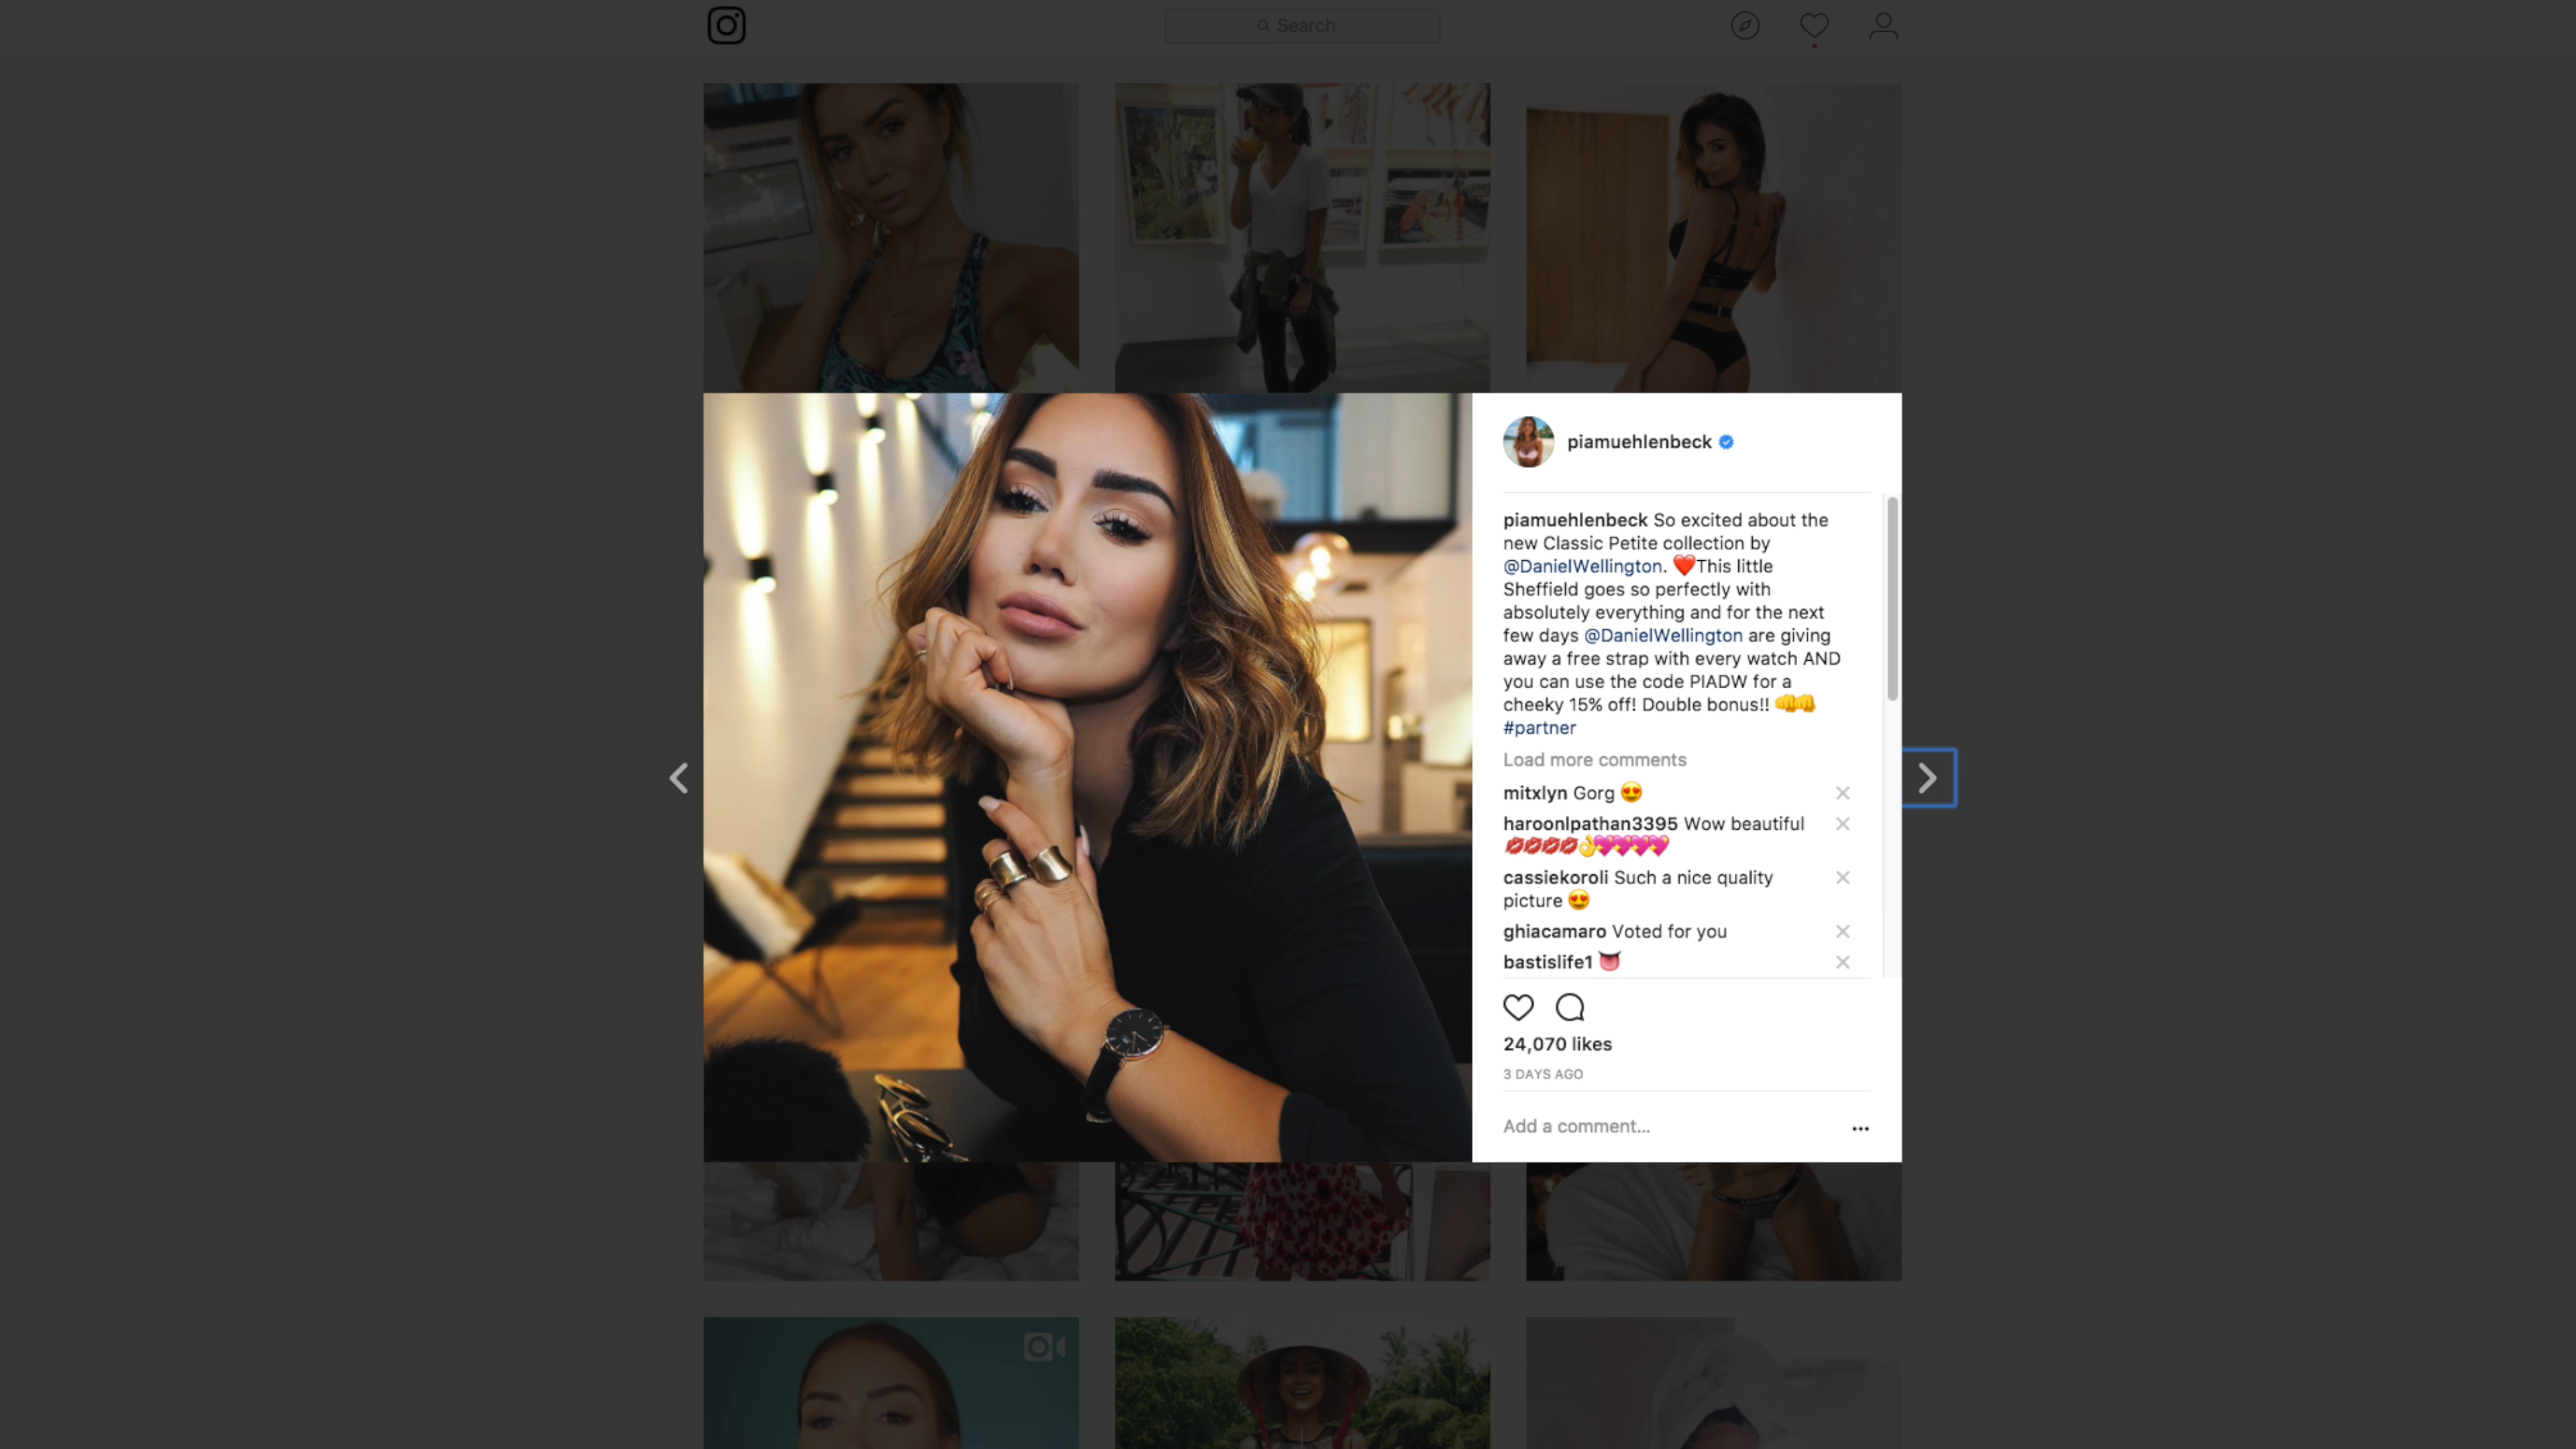 Search
piamuehlenbeck
piamuehlenbeck So excited about the
new Classic Petite collection by
@DanielWellington. ❤️This little
Sheffield goes so perfectly with
absolutely everything and for the next
few days @DanielWellington are giving
away a free strap with every watch AND
you can use the code PIADW for a
cheeky 15% off! Double bonus!! 👊👊
#partner
Load more comments
mitxlyn Gorg 😍
haroonlpathan3395 Wow beautiful
💋💋💋💋👌💖💖💖💖
cassiekoroli Such a nice quality
picture 😍
ghiacamaro Voted for you
bastislife1 👅
24,070 likes
3 DAYS AGO
Add a comment...